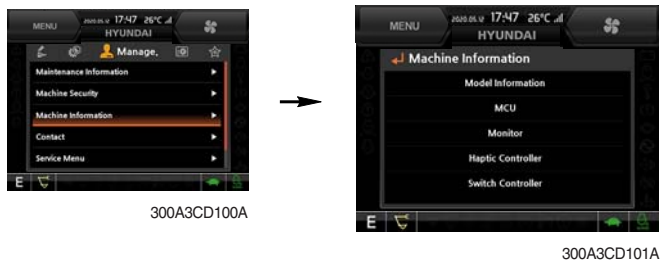 MENU
2020.05.12 17:47 26°C
HYUNDAI
Manage.
Maintenance Information
Machine Security
Machine Information
Contact
Service Menu
E
300A3CD100A
MENU
2020.05.12 17:47 26°C
HYUNDAI
Machine Information
Model Information
MCU
Monitor
Haptic Controller
Switch Controller
E
300A3CD101A